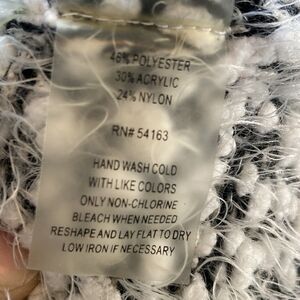 46% POLYESTER
30% ACRYLIC
24% NYLON
RN# 54163
HAND WASH COLD
WITH LIKE COLORS
ONLY NON-CHLORINE
BLEACH WHEN NEEDED
RESHAPE AND LAY FLAT TO DRY
LOW IRON IF NECESSARY